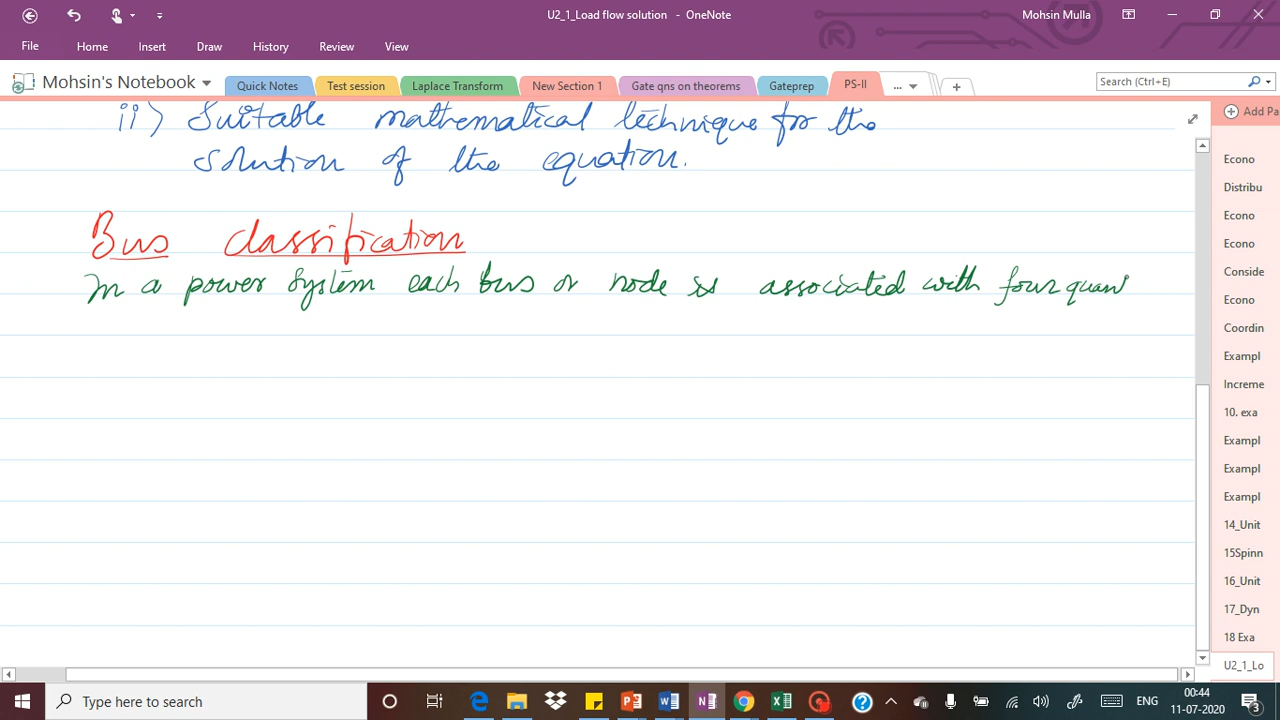 U2_1_Load flow solution - OneNote
Mohsin Mulla
File Home Insert Draw History Review View
Mohsin's Notebook
Quick Notes Test session Laplace Transform New Section 1 Gate qns on theorems Gateprep PS-II ... +
Search (Ctrl+E)
ii) Suitable mathematical technique for the
solution of the equation.
Bus classification
In a power system each bus or node is associated with four quan
Add Pa
Econo
Distribu
Econo
Econo
Conside
Econo
Coordin
Exampl
Increme
10. exa
Exampl
Exampl
Exampl
14_Unit
15Spinn
16_Unit
17_Dyn
18 Exa
U2_1_Lo
Type here to search
ENG
00:44
11-07-2020
3